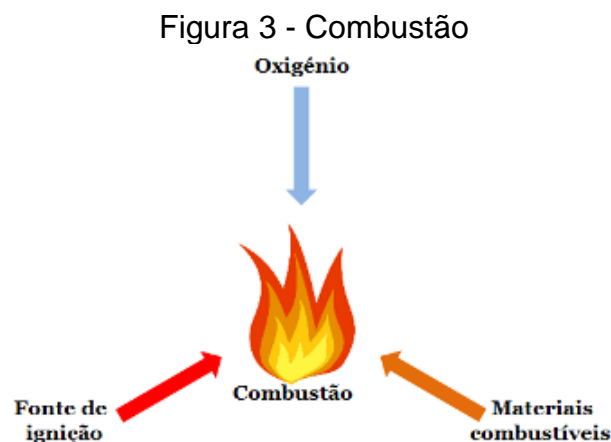 Figura 3 - Combustão
Oxigénio
Combustão
Fonte de
ignição
Materiais
combustíveis